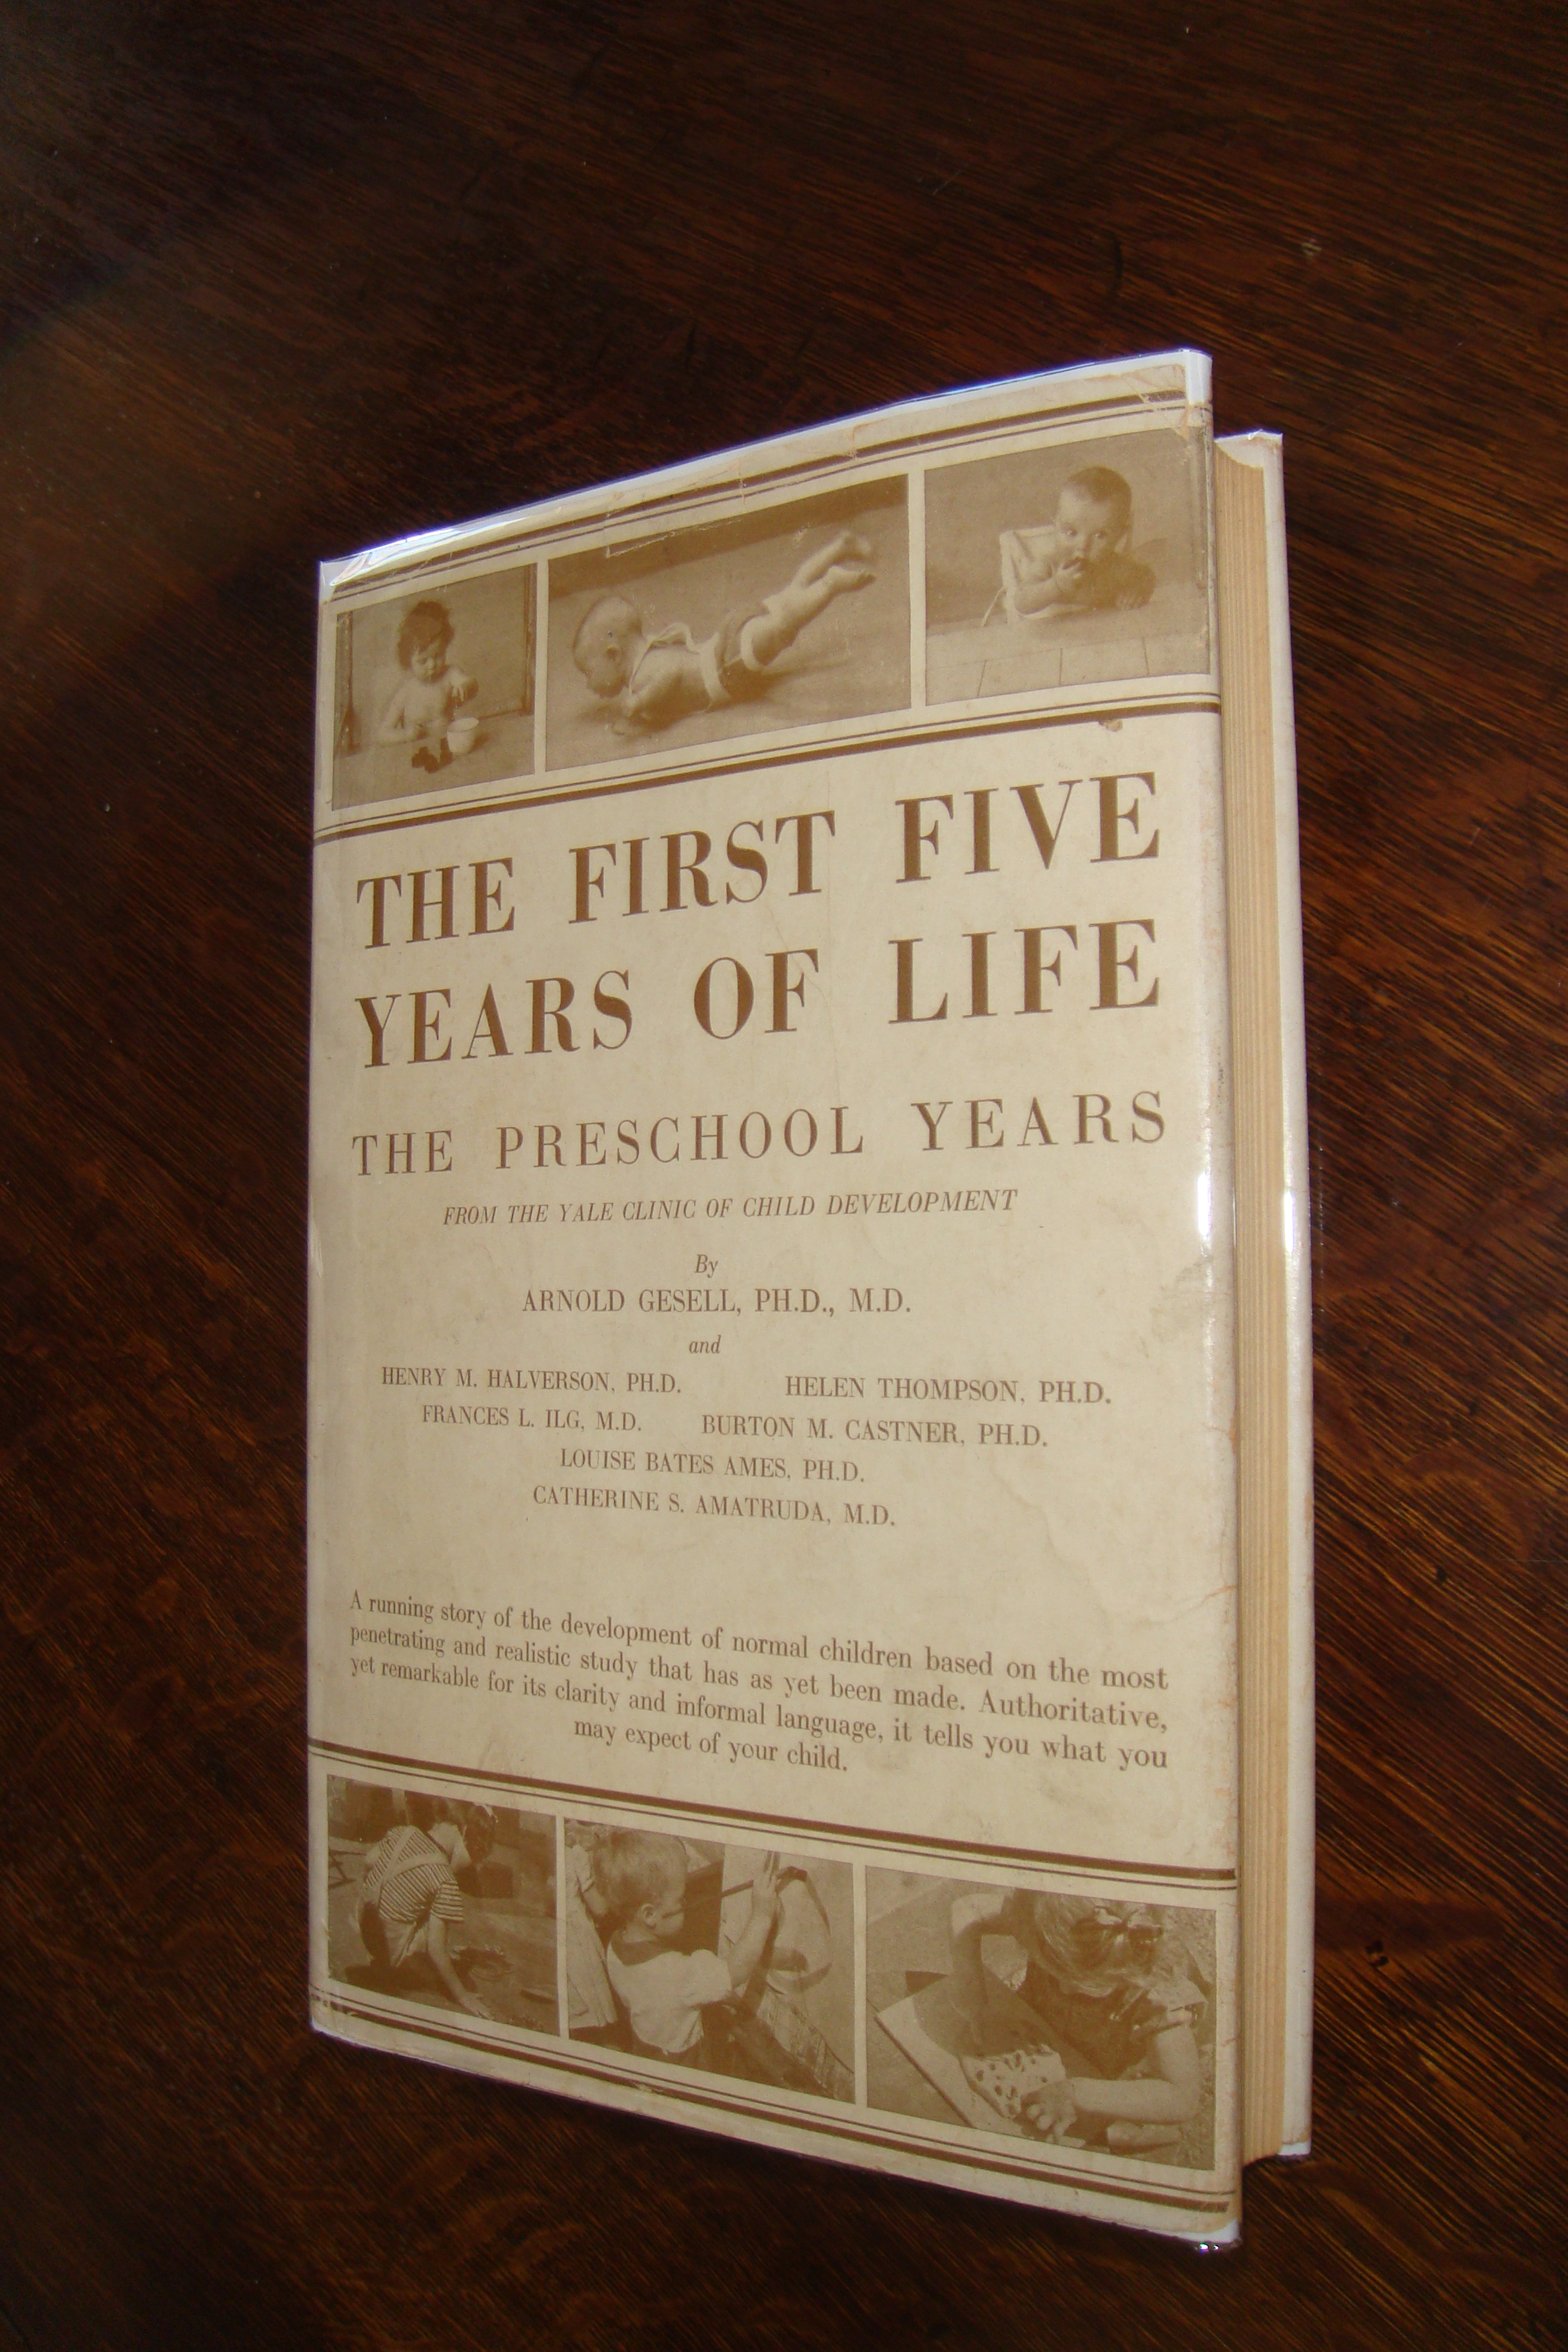 THE FIRST FIVE
YEARS OF LIFE
THE PRESCHOOL YEARS
FROM THE YALE CLINIC OF CHILD DEVELOPMENT
By
ARNOLD GESELL, PH.D., M.D.
and
HENRY M. HALVERSON, PH.D. HELEN THOMPSON, PH.D.
FRANCES L. ILG, M.D. BURTON M. CASTNER, PH.D.
LOUISE BATES AMES, PH.D.
CATHERINE S. AMATRUDA, M.D.
A running story of the development of normal children based on the most
penetrating and realistic study that has as yet been made. Authoritative,
yet remarkable for its clarity and informal language, it tells you what you
may expect of your child.